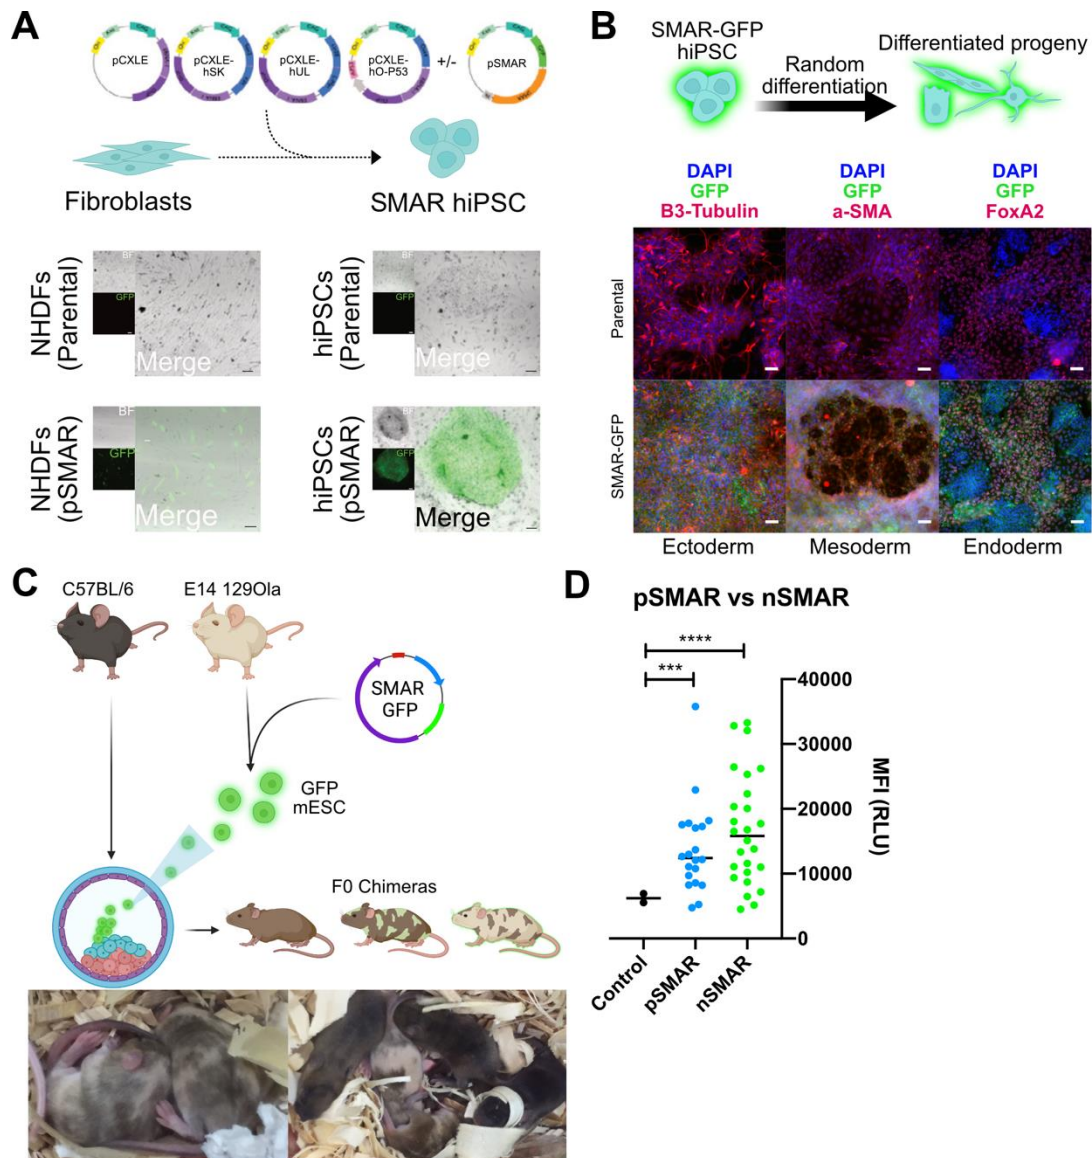 A
pCXLE
pCXLE-
hSK
pCXLE-
hUL
pCXLE-
hO-P53
+/-
pSMAR
Fibroblasts
SMAR hiPSC
NHDFs
(Parental)
BF
GFP
Merge
hiPSCs
(Parental)
BF
GFP
Merge
NHDFs
(pSMAR)
BF
GFP
Merge
hiPSCs
(pSMAR)
BF
GFP
Merge
B
SMAR-GFP
hiPSC
Random
differentiation
Differentiated progeny
DAPI
GFP
B3-Tubulin
DAPI
GFP
a-SMA
DAPI
GFP
FoxA2
Parental
SMAR-GFP
Ectoderm
Mesoderm
Endoderm
C
C57BL/6
E14 129Ola
SMAR
GFP
GFP
mESC
F0 Chimeras
D
pSMAR vs nSMAR
****
***
40000
30000
20000
10000
0
MFI (RLU)
Control
pSMAR
nSMAR